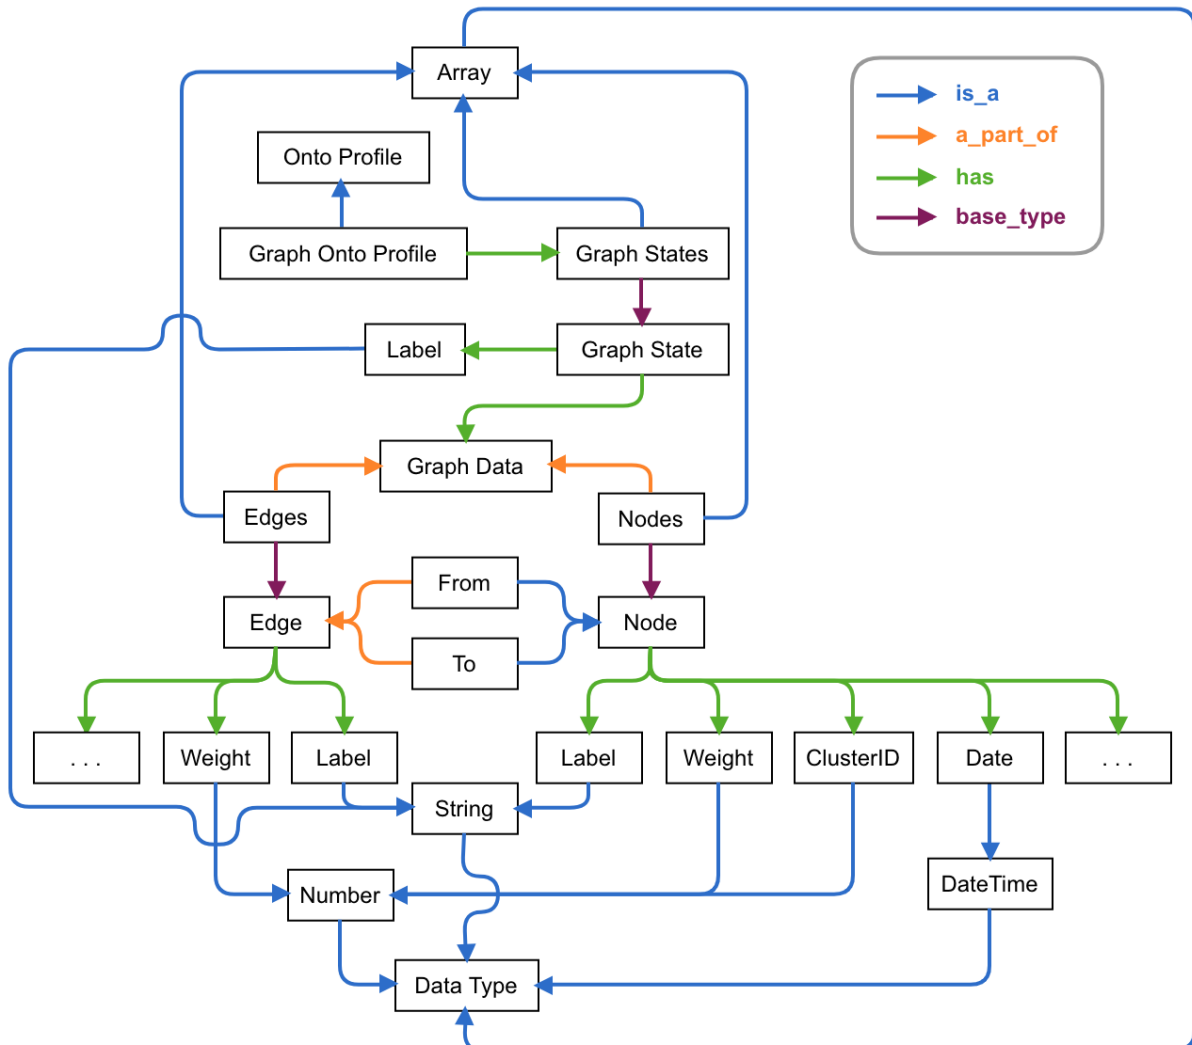 Array
is_a
a_part_of
has
base_type
Onto Profile
Graph Onto Profile
Graph States
Label
Graph State
Graph Data
Edges
Nodes
From
Edge
Node
To
. . .
Weight
Label
Label
Weight
ClusterID
Date
. . .
String
Number
DateTime
Data Type